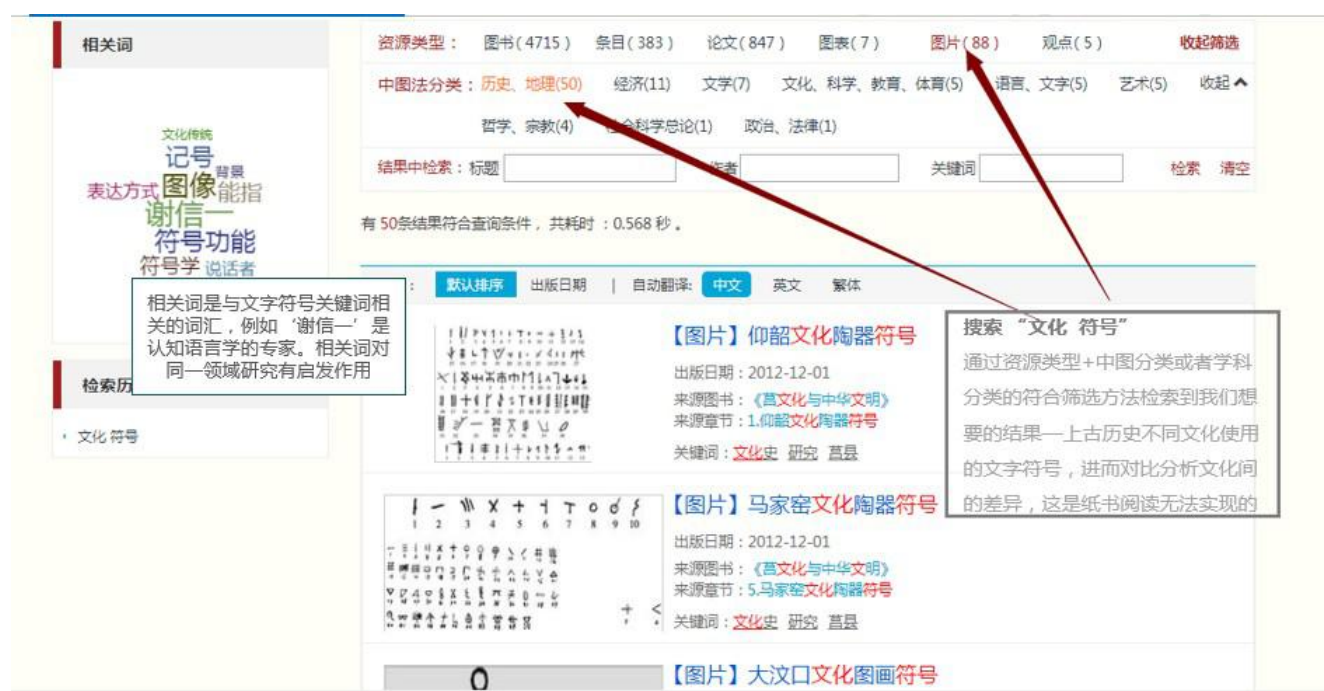 相关词
文化传统
记号
背景
表达方式 图像 能指
谢信一
符号功能
符号学 说话者
相关词是与文字符号关键词相
关的词汇，例如‘谢信一’是
认知语言学的专家。相关词对
同一领域研究有启发作用
检索历
文化 符号
资源类型： 图书(4715) 条目(383) 论文(847) 图表(7) 图片(88) 观点(5) 收起筛选
中图法分类：历史、地理(50) 经济(11) 文学(7) 文化、科学、教育、体育(5) 语言、文字(5) 艺术(5) 收起
哲学、宗教(4) 社会科学总论(1) 政治、法律(1)
结果中检索：标题 作者 关键词 检索 清空
有 50条结果符合查询条件，共耗时：0.568 秒。
： 默认排序 出版日期 | 自动翻译: 中文 英文 繁体
【图片】仰韶文化陶器符号
出版日期：2012-12-01
来源图书：《莒文化与中华文明》
来源章节：1.仰韶文化陶器符号
关键词：文化史 研究 莒县
搜索“文化 符号”
通过资源类型+中图分类或者学科
分类的符合筛选方法检索到我们想
要的结果—上古历史不同文化使用
的文字符号，进而对比分析文化间
的差异，这是纸书阅读无法实现的
1 2 3 4 5 6 7 8 9 10
【图片】马家窑文化陶器符号
出版日期：2012-12-01
来源图书：《莒文化与中华文明》
来源章节：5.马家窑文化陶器符号
关键词：文化史 研究 莒县
【图片】大汶口文化图画符号